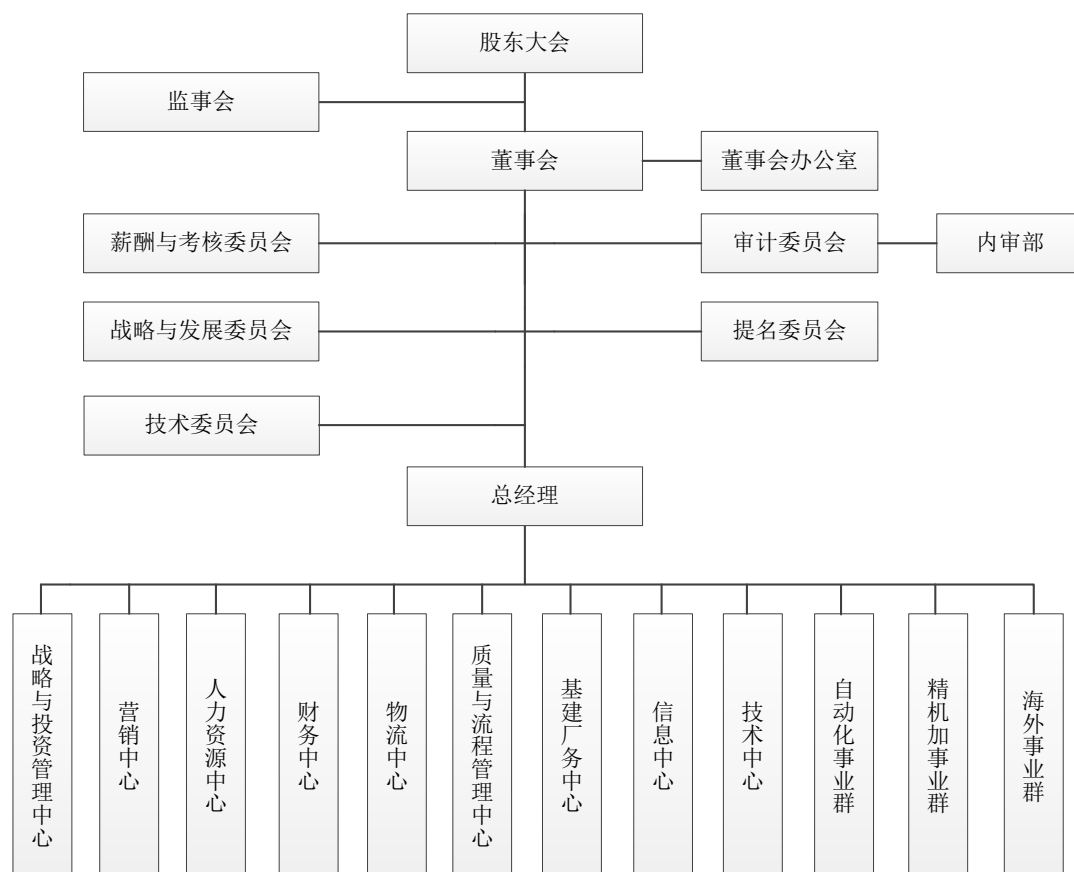 股东大会
监事会
董事会
董事会办公室
薪酬与考核委员会
审计委员会
内审部
战略与发展委员会
提名委员会
技术委员会
总经理
战略与投资管理中心
营销中心
人力资源中心
财务中心
物流中心
质量与流程管理中心
基建厂务中心
信息中心
技术中心
自动化事业群
精机加事业群
海外事业群